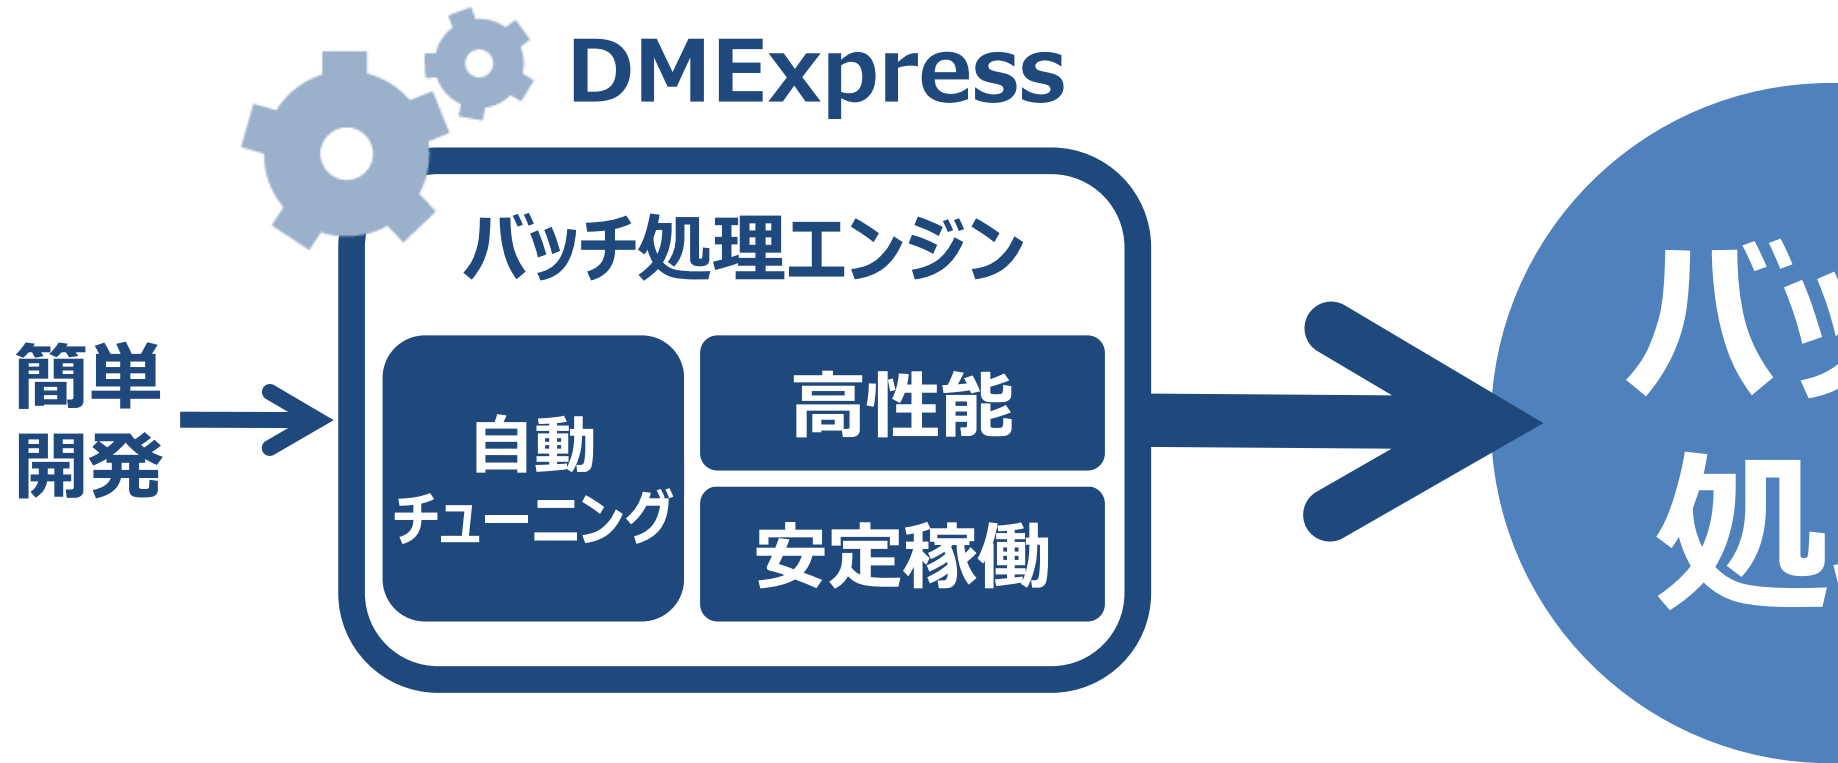 DMExpress
バッチ処理エンジン
簡単
開発
自動
チューニング
高性能
安定稼働
バッ
処